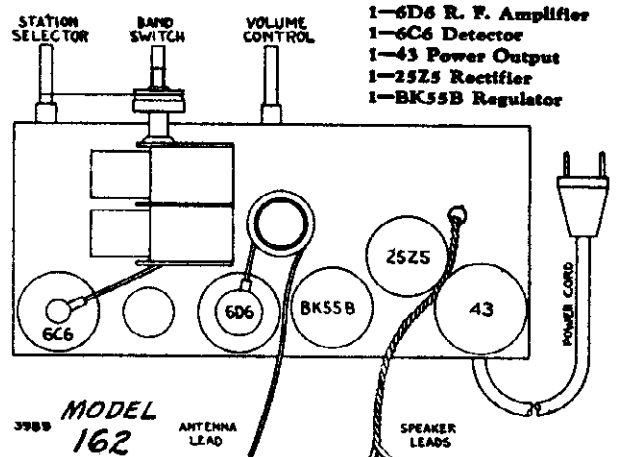 STATION
SELECTOR
BAND
SWITCH
VOLUME
CONTROL
1—6D6 R. F. Amplifier
1—6C6 Detector
1—43 Power Output
1—25Z5 Rectifier
1—BK55B Regulator
25Z5
6C6
6D6
BK55B
43
POWER CORD
MODEL
162
ANTENNA
LEAD
SPEAKER
LEADS